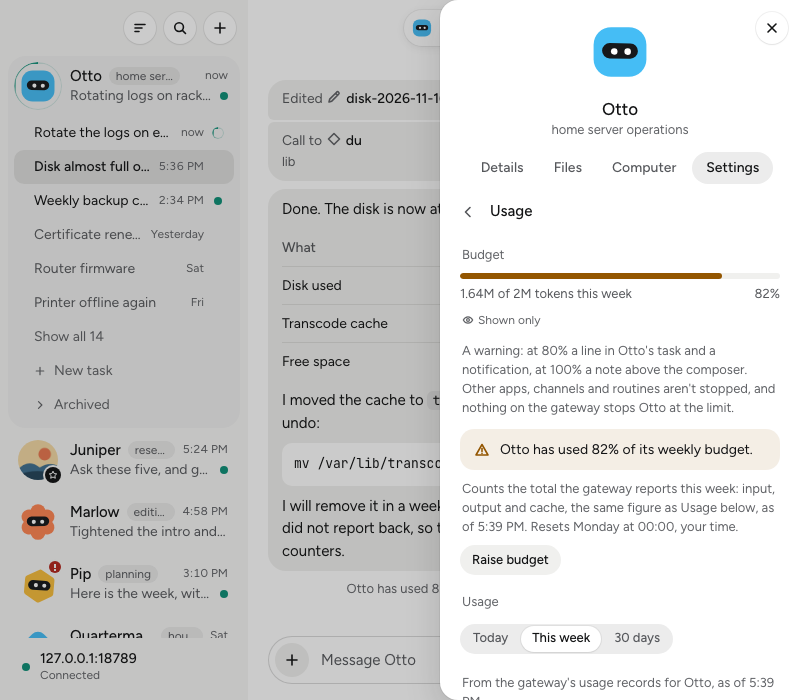 Otto home ser... now
Rotating logs on rack...
Rotate the logs on e... now
Disk almost full o... 5:36 PM
Weekly backup c... 2:34 PM
Certificate rene... Yesterday
Router firmware Sat
Printer offline again Fri
Show all 14
New task
Archived
Juniper rese... 5:24 PM
Ask these five, and g...
Marlow editi... 4:58 PM
Tightened the intro and...
Pip planning 3:10 PM
Here is the week, wit...
Quarterma hou... Sat
127.0.0.1:18789
Connected
Edited disk-2026-11-1
Call to du
lib
Done. The disk is now at
What
Disk used
Transcode cache
Free space
I moved the cache to
undo:
mv /var/lib/transco
I will remove it in a week
did not report back, so t
counters.
Otto has used 8
Message Otto
Otto
home server operations
Details Files Computer Settings
Usage
Budget
1.64M of 2M tokens this week 82%
Shown only
A warning: at 80% a line in Otto's task and a
notification, at 100% a note above the composer.
Other apps, channels and routines aren't stopped, and
nothing on the gateway stops Otto at the limit.
Otto has used 82% of its weekly budget.
Counts the total the gateway reports this week: input,
output and cache, the same figure as Usage below, as
of 5:39 PM. Resets Monday at 00:00, your time.
Raise budget
Usage
Today This week 30 days
From the gateway's usage records for Otto, as of 5:39
PM.